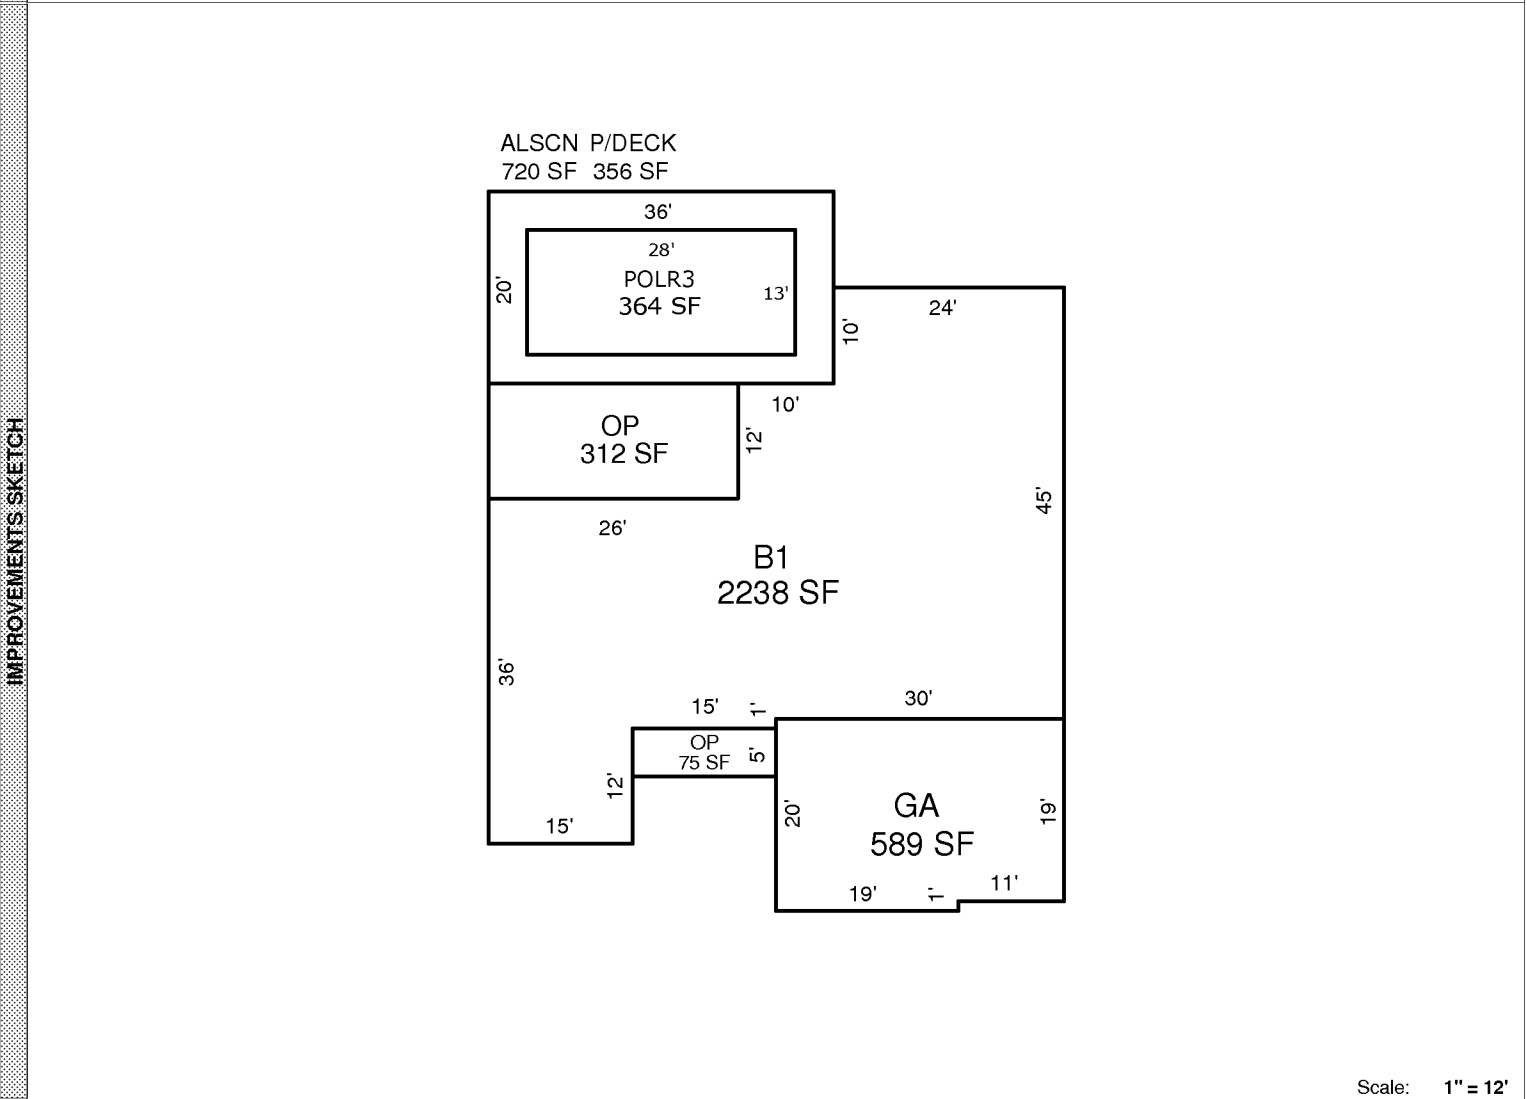 IMPROVEMENTS SKETCH
ALSCN P/DECK
720 SF 356 SF
36'
28'
20'
POLR3
13'
364 SF
24'
10'
10'
OP
312 SF
12'
26'
45'
B1
2238 SF
36'
15'
1'
30'
OP
75 SF
5'
12'
15'
20'
GA
589 SF
19'
19'
1'
11'
Scale: 1" = 12'